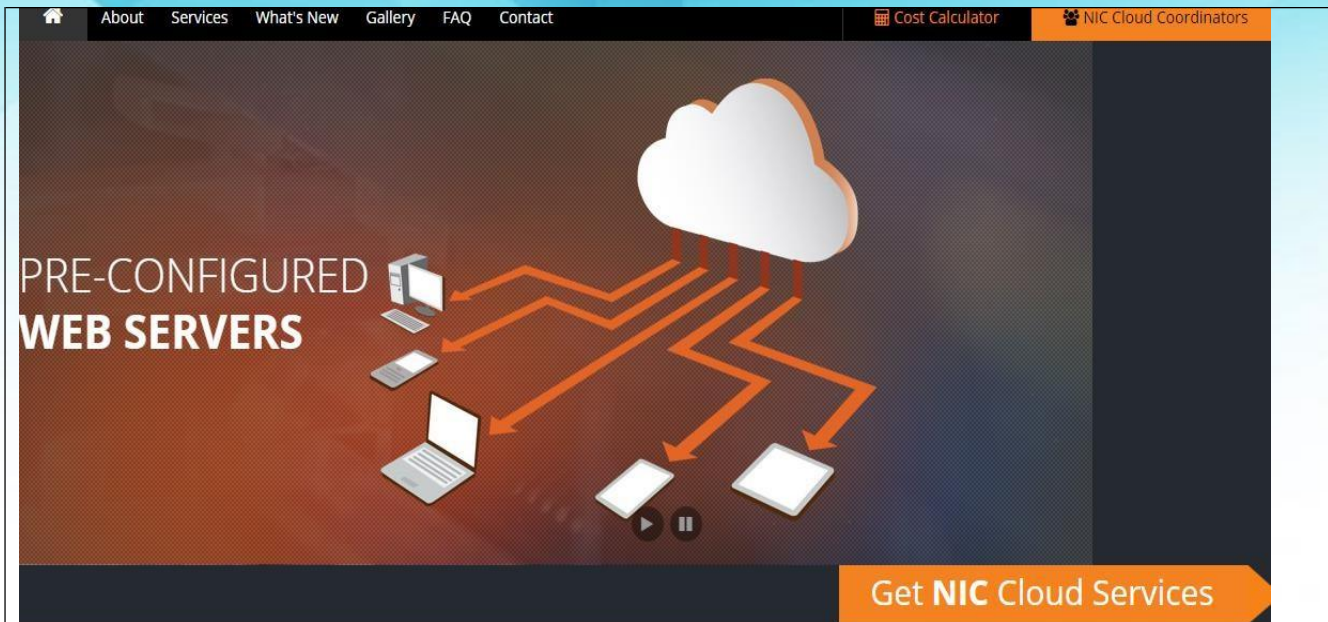 About Services What's New Gallery FAQ Contact Cost Calculator NIC Cloud Coordinators
PRE-CONFIGURED
WEB SERVERS
Get NIC Cloud Services